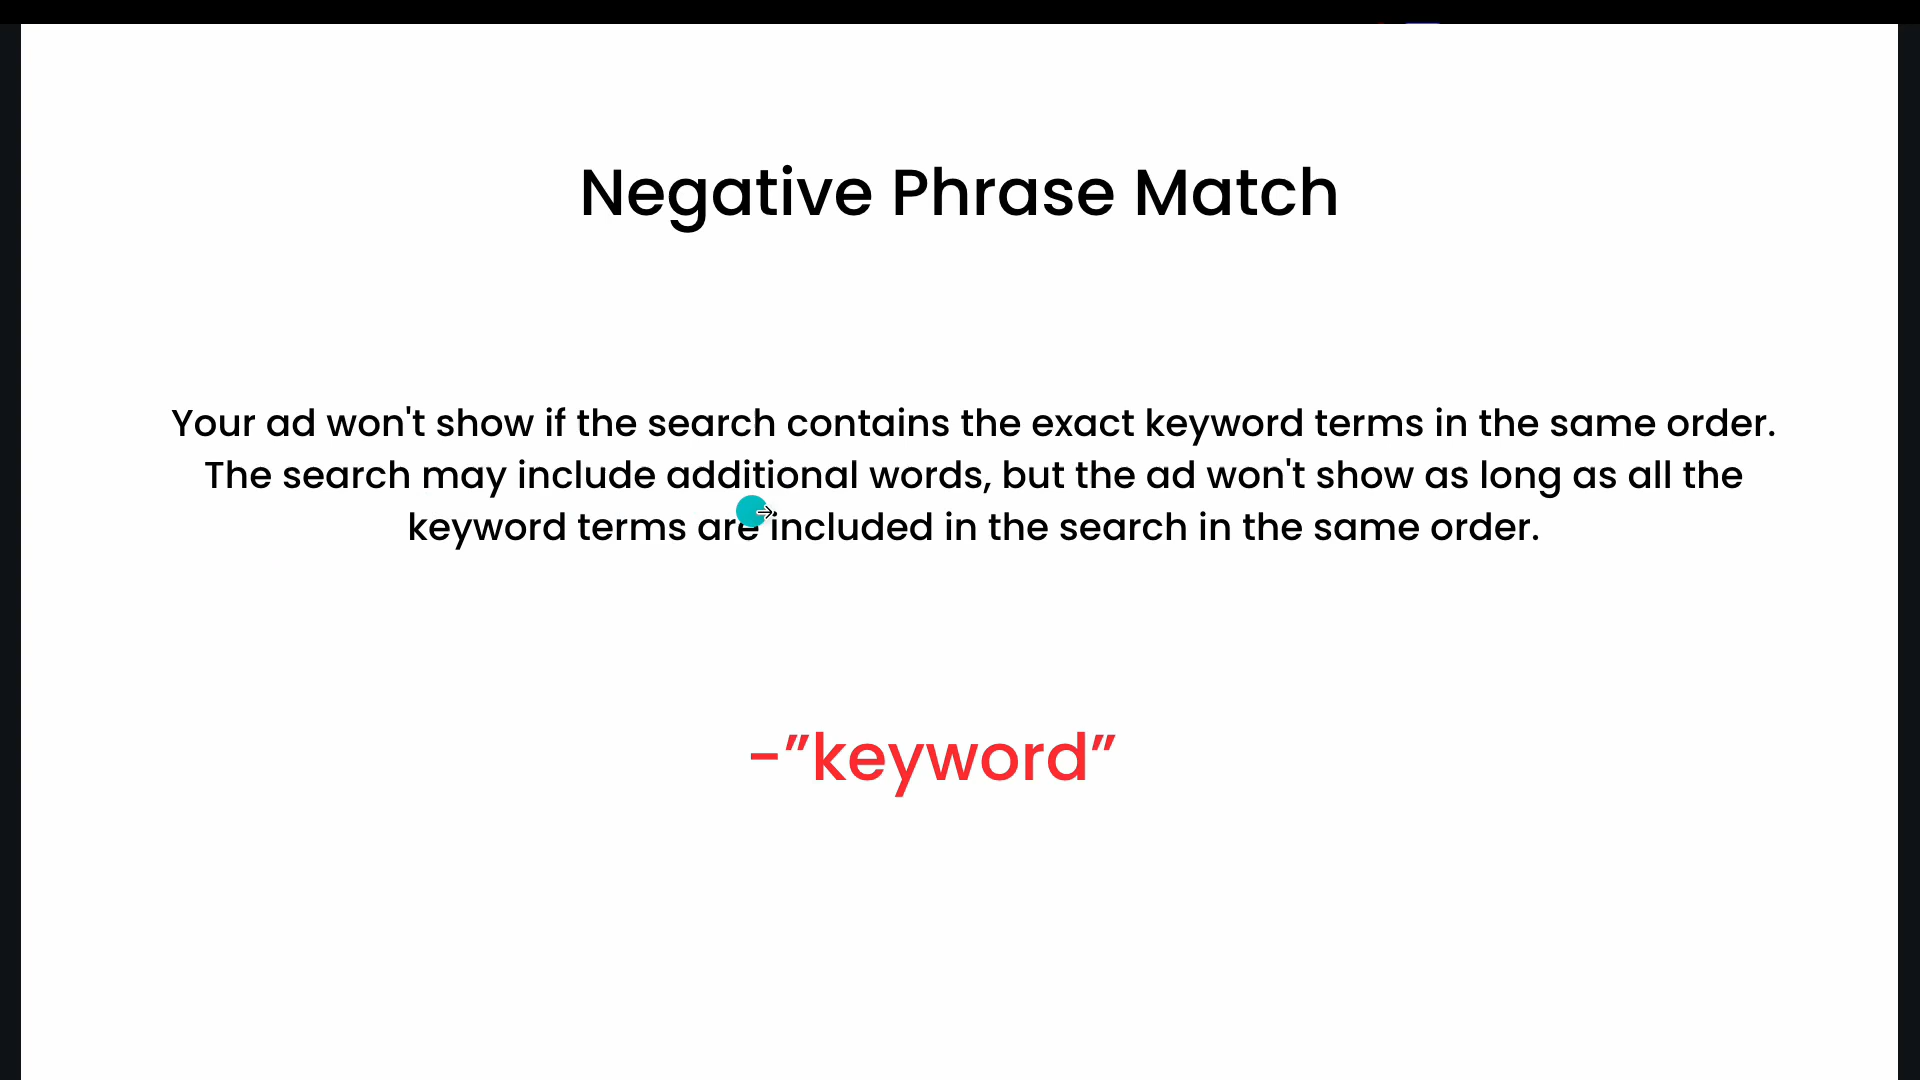 Negative Phrase Match
Your ad won't show if the search contains the exact keyword terms in the same order.
The search may include additional words, but the ad won't show as long as all the
keyword terms are included in the search in the same order.
-”keyword”